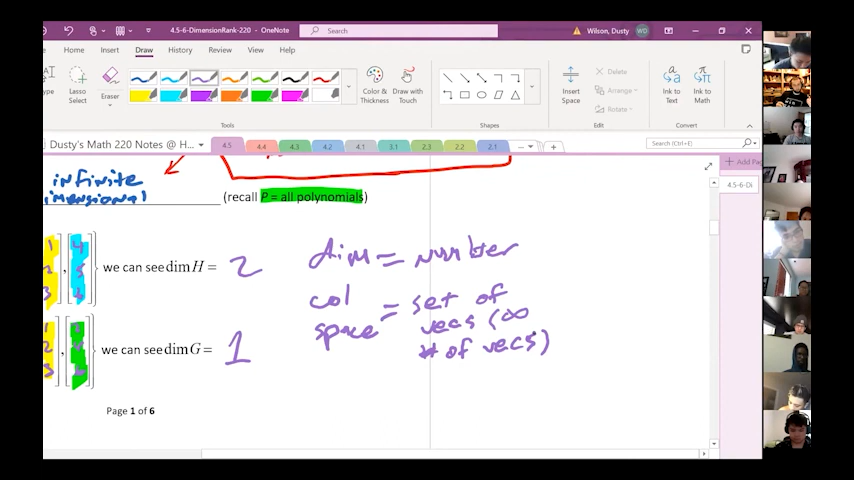 4.5-6-DimensionRank-220 - OneNote
Search
Wilson, Dusty
WD
Home Insert Draw History Review View Help
Type
Lasso Select
Eraser
Color & Thickness
Draw with Touch
Insert Space
Delete
Arrange
Rotate
Ink to Text
Ink to Math
Tools
Shapes
Edit
Convert
Dusty's Math 220 Notes @ H...
4.5 4.4 4.3 4.2 4.1 3.1 2.3 2.2 2.1
Search (Ctrl+E)
Add Pag
4.5-6-Di
infinite
dimensional
(recall P = all polynomials)
we can see dim H = 2
we can see dim G = 1
dim = number
col space = set of
vecs (∞
# of vecs)
Page 1 of 6